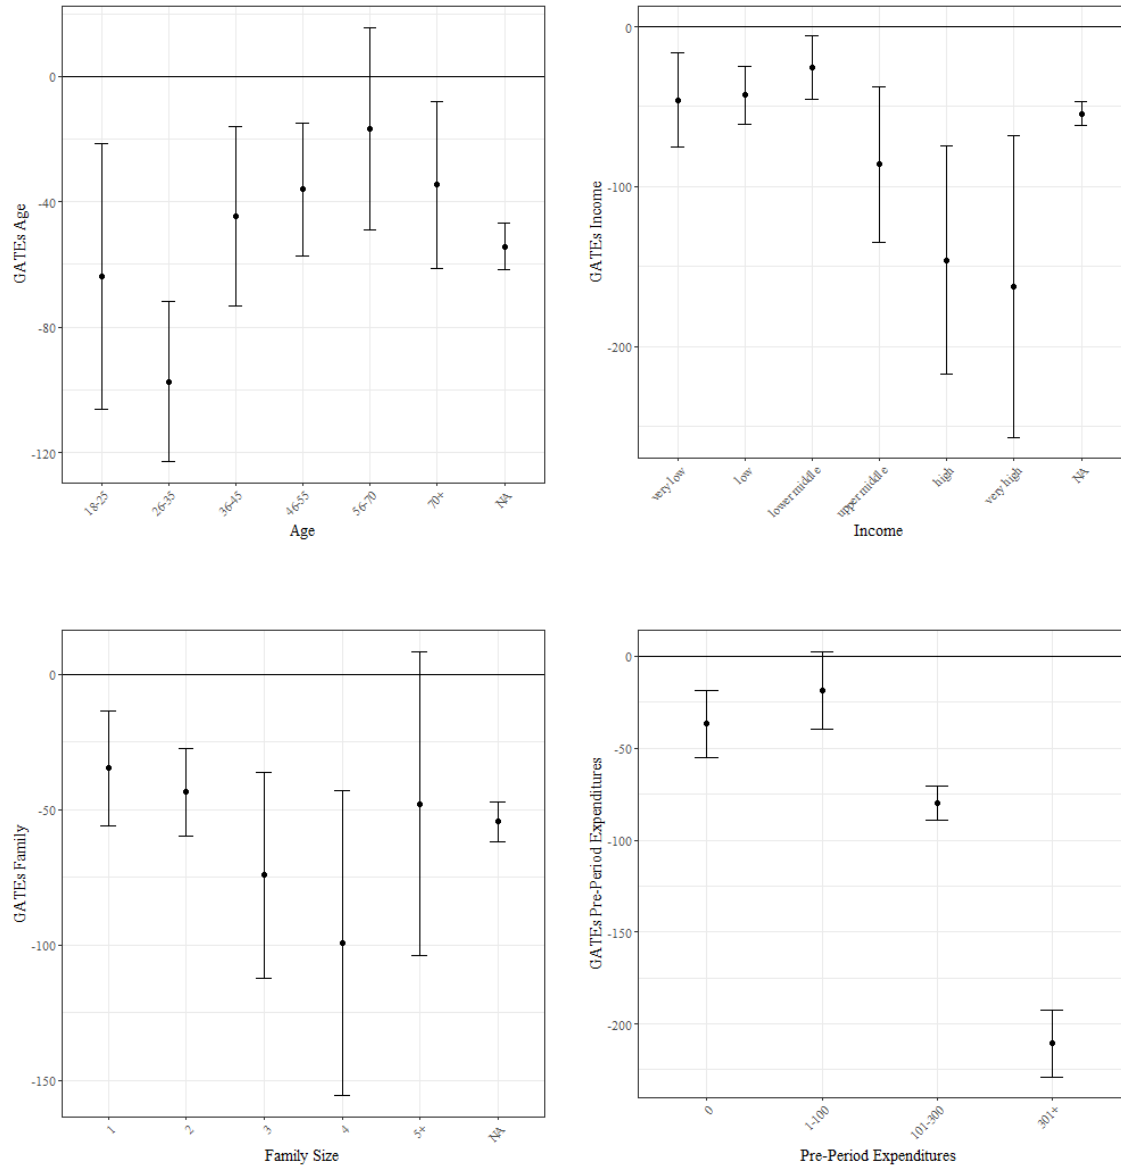 GATEs Age
0
-40
-80
-120
18-25
26-35
36-45
46-55
56-70
70+
NA
Age
GATEs Income
0
-100
-200
very low
low
lower middle
upper middle
high
very high
NA
Income
GATEs Family
0
-50
-100
-150
1
2
3
4
5+
NA
Family Size
GATEs Pre-Period Expenditures
0
-50
-100
-150
-200
0
1-100
101-300
301+
Pre-Period Expenditures